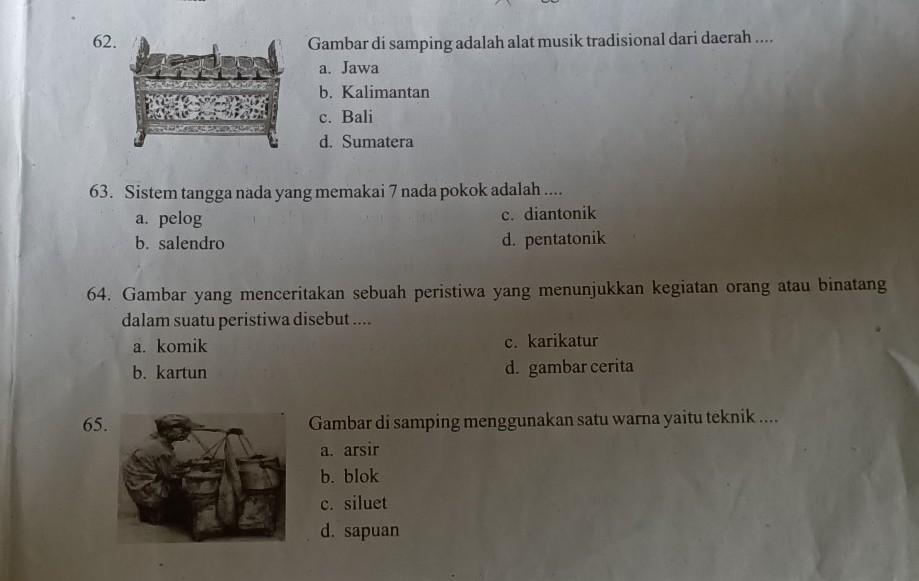 62. Gambar di samping adalah alat musik tradisional dari daerah ....
a. Jawa
b. Kalimantan
c. Bali
d. Sumatera
63. Sistem tangga nada yang memakai 7 nada pokok adalah ....
a. pelog
b. salendro
c. diantonik
d. pentatonik
64. Gambar yang menceritakan sebuah peristiwa yang menunjukkan kegiatan orang atau binatang
dalam suatu peristiwa disebut ....
a. komik
b. kartun
c. karikatur
d. gambar cerita
65. Gambar di samping menggunakan satu warna yaitu teknik ....
a. arsir
b. blok
c. siluet
d. sapuan